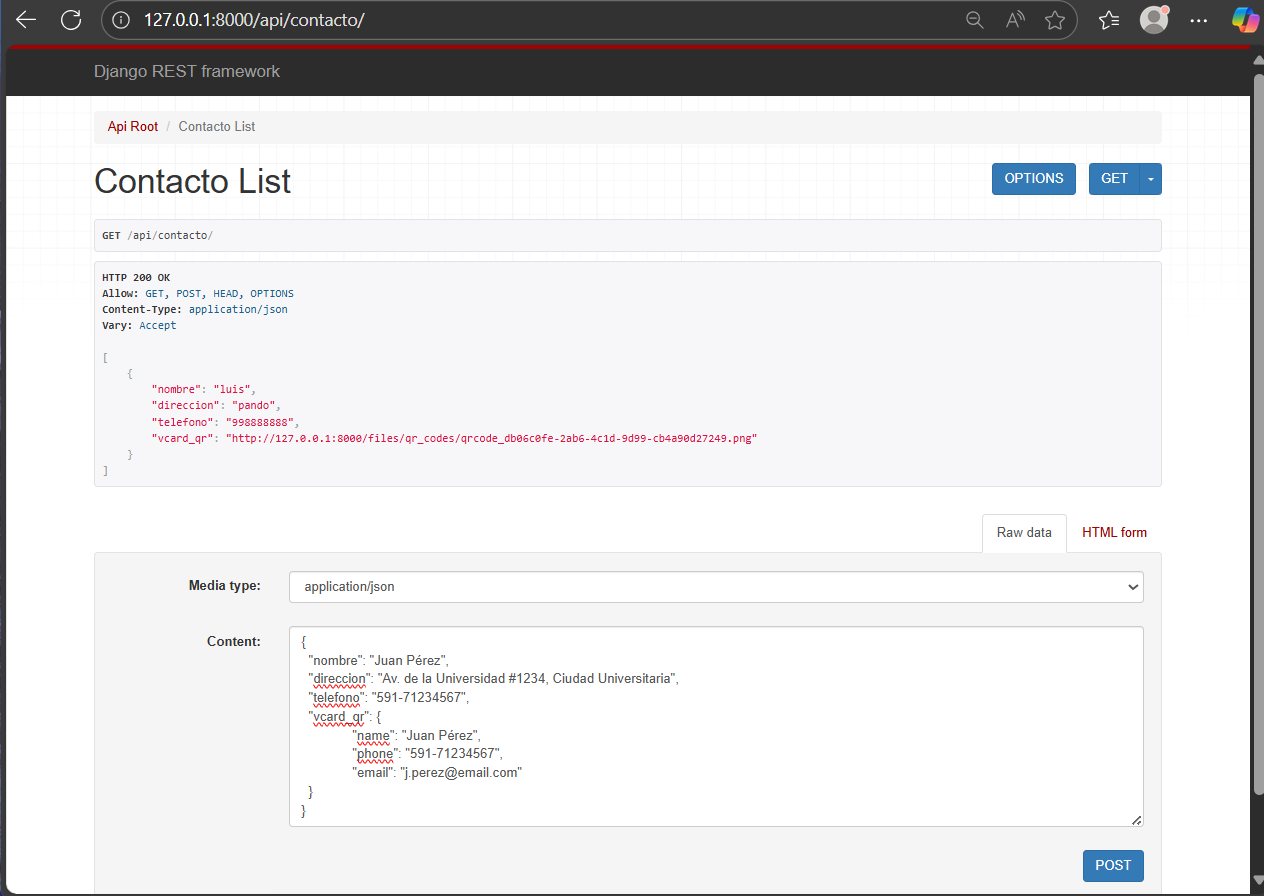 127.0.0.1:8000/api/contacto/
Django REST framework
Api Root / Contacto List
Contacto List
OPTIONS GET
GET /api/contacto/
HTTP 200 OK
Allow: GET, POST, HEAD, OPTIONS
Content-Type: application/json
Vary: Accept
[
{
"nombre": "luis",
"direccion": "pando",
"telefono": "998888888",
"vcard_qr": "http://127.0.0.1:8000/files/qr_codes/qrcode_db06c0fe-2ab6-4c1d-9d99-cb4a90d27249.png"
}
]
Raw data HTML form
Media type: application/json
Content: {
"nombre": "Juan Pérez",
"direccion": "Av. de la Universidad #1234, Ciudad Universitaria",
"telefono": "591-71234567",
"vcard_qr": {
"name": "Juan Pérez",
"phone": "591-71234567",
"email": "j.perez@email.com"
}
}
POST